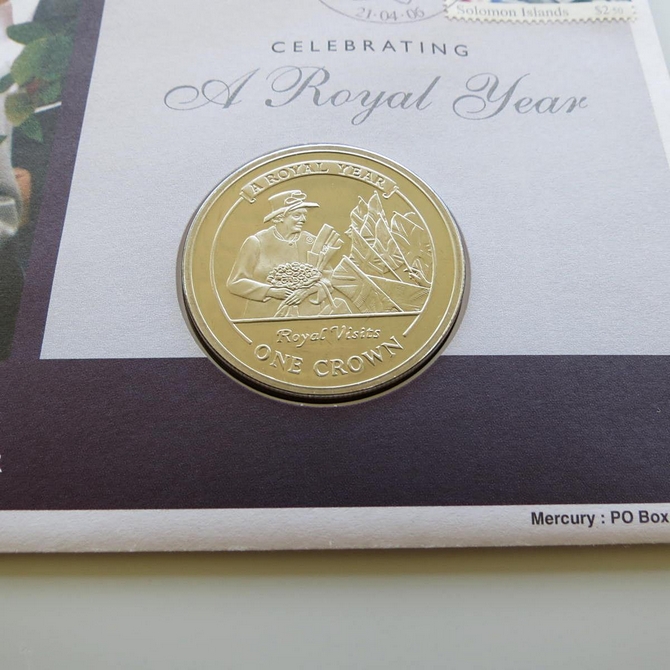 21-04-06
Solomon Islands $2.50
CELEBRATING
A Royal Year
A ROYAL YEAR
Royal Visits
ONE CROWN
Mercury : PO Box